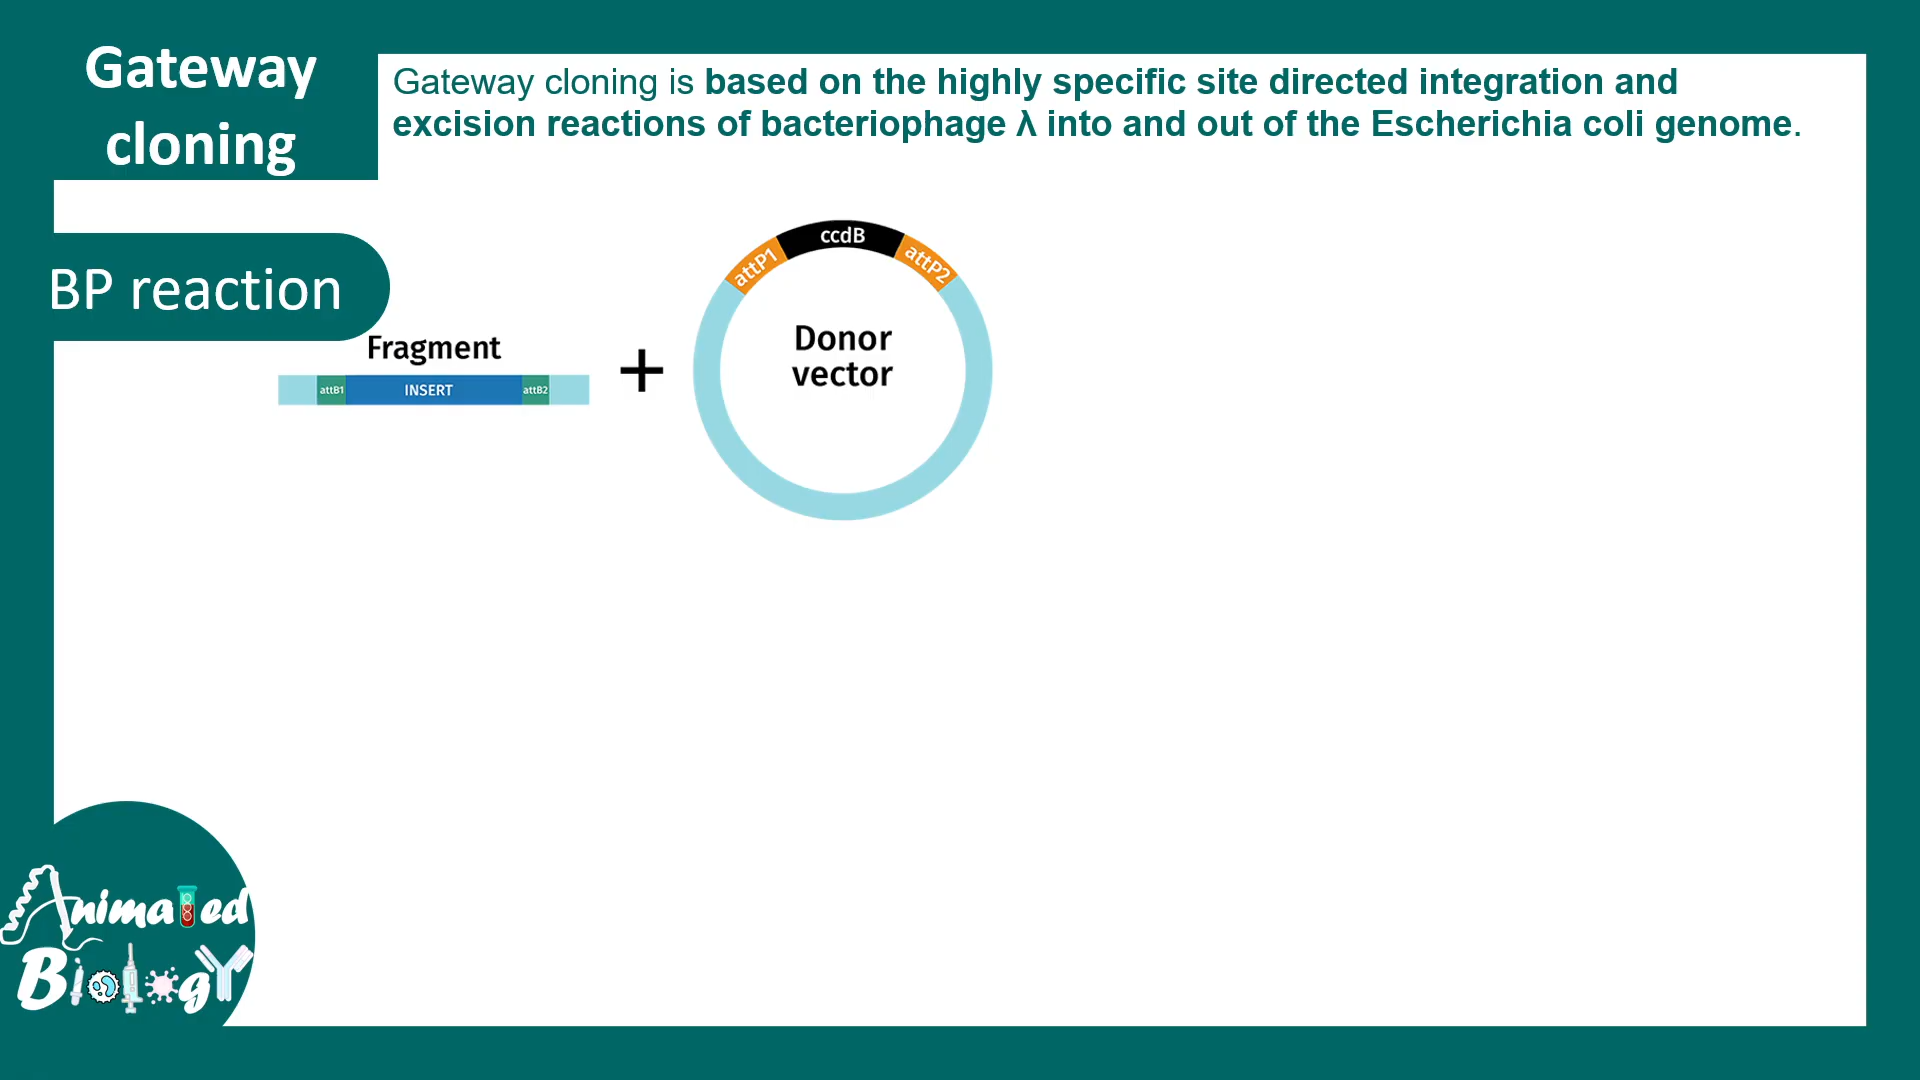 Gateway
cloning
Gateway cloning is based on the highly specific site directed integration and
excision reactions of bacteriophage λ into and out of the Escherichia coli genome.
BP reaction
Fragment
attB1
INSERT
attB2
+
attP1
ccdB
attP2
Donor
vector
Animated
Biology